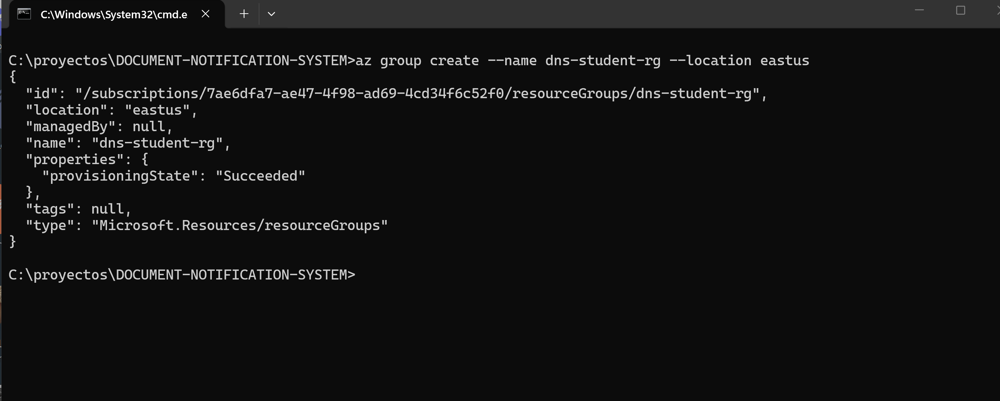 C:\Windows\System32\cmd.e
C:\proyectos\DOCUMENT-NOTIFICATION-SYSTEM>az group create --name dns-student-rg --location eastus
{
  "id": "/subscriptions/7ae6dfa7-ae47-4f98-ad69-4cd34f6c52f0/resourceGroups/dns-student-rg",
  "location": "eastus",
  "managedBy": null,
  "name": "dns-student-rg",
  "properties": {
    "provisioningState": "Succeeded"
  },
  "tags": null,
  "type": "Microsoft.Resources/resourceGroups"
}
C:\proyectos\DOCUMENT-NOTIFICATION-SYSTEM>